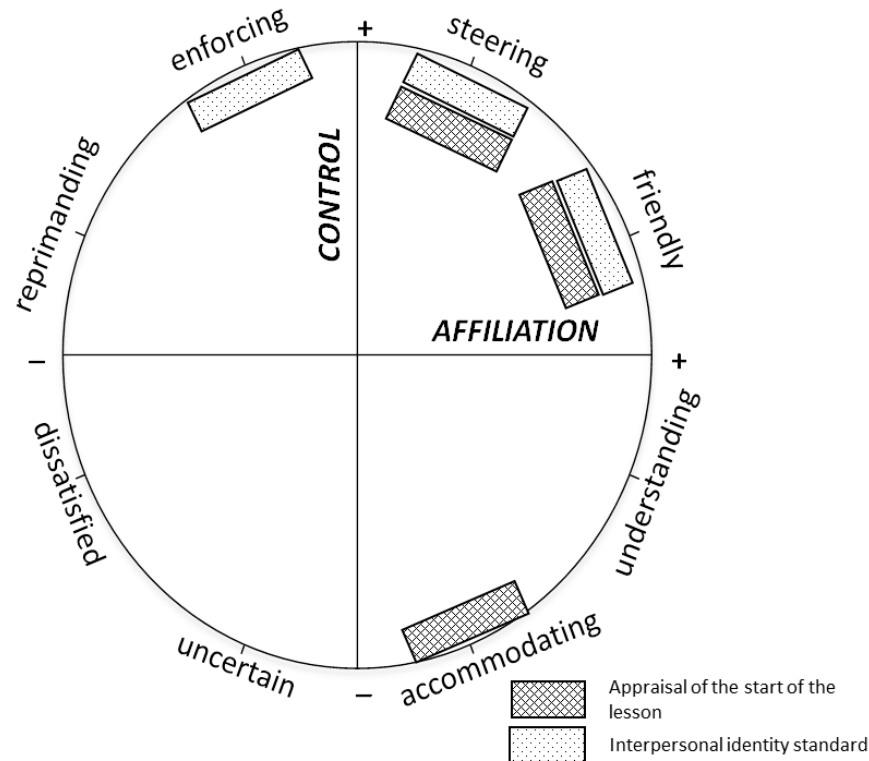 enforcing
+
steering
reprimanding
CONTROL
friendly
AFFILIATION
–
+
dissatisfied
understanding
uncertain
–
accommodating
Appraisal of the start of the
lesson
Interpersonal identity standard